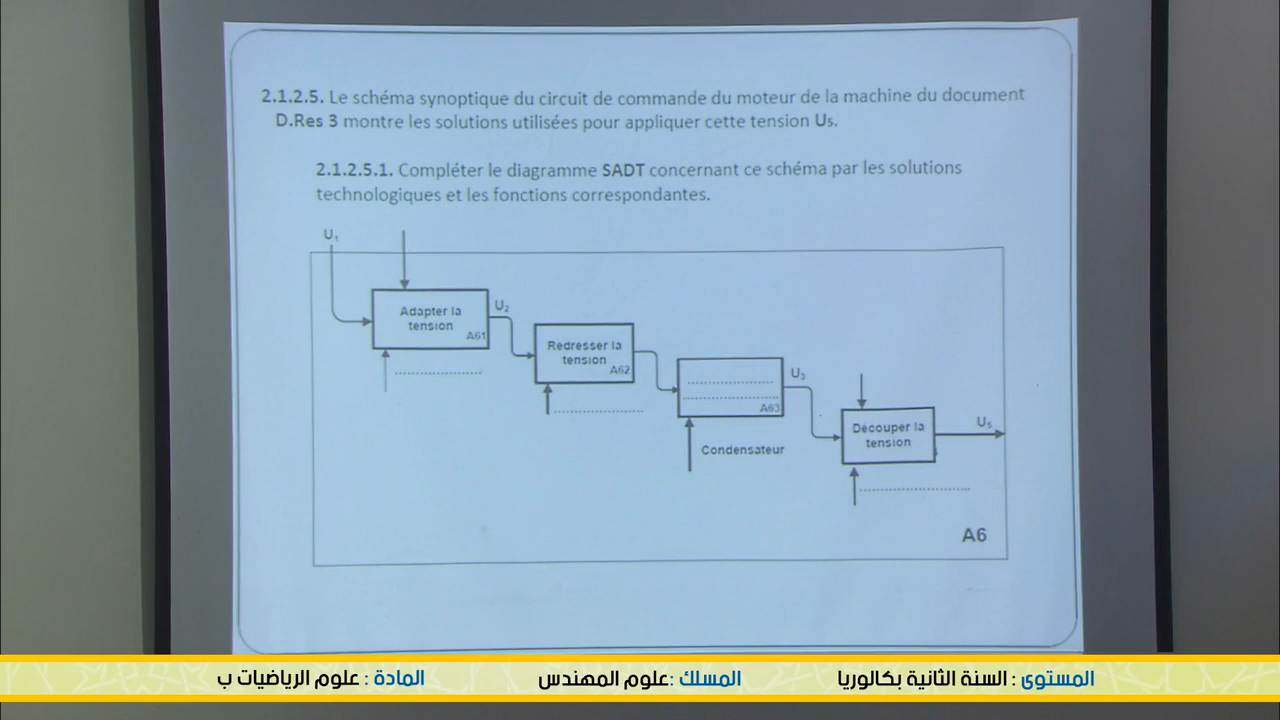 2.1.2.5. Le schéma synoptique du circuit de commande du moteur de la machine du document
D.Res 3 montre les solutions utilisées pour appliquer cette tension U₅.
2.1.2.5.1. Compléter le diagramme SADT concernant ce schéma par les solutions
technologiques et les fonctions correspondantes.
U₁
Adapter la
tension
A61
U₂
Redresser la
tension
A62
A63
U₃
Condensateur
Découper la
tension
U₅
A6
المستوى : السنة الثانية بكالوريا
المسلك : علوم المهندس
المادة : علوم الرياضيات ب